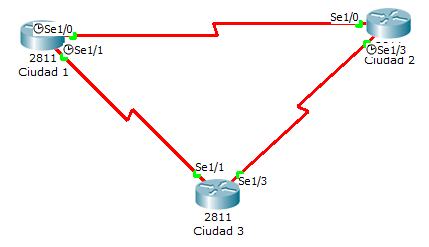 Se1/0
Se1/0
Se1/1
2811
Ciudad 1
Se1/3
Ciudad 2
Se1/1
Se1/3
2811
Ciudad 3